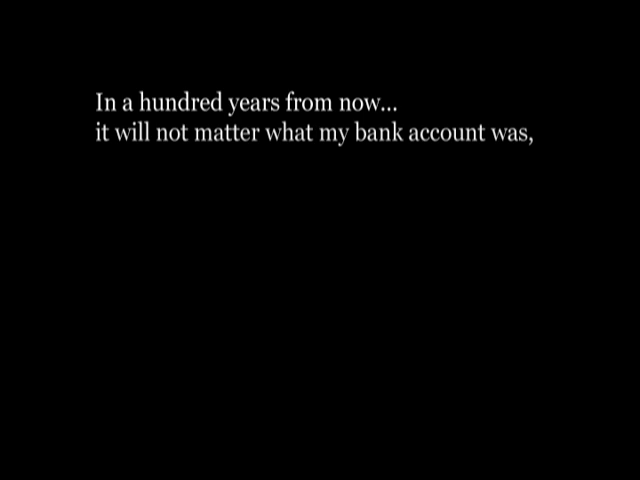 In a hundred years from now...
it will not matter what my bank account was,